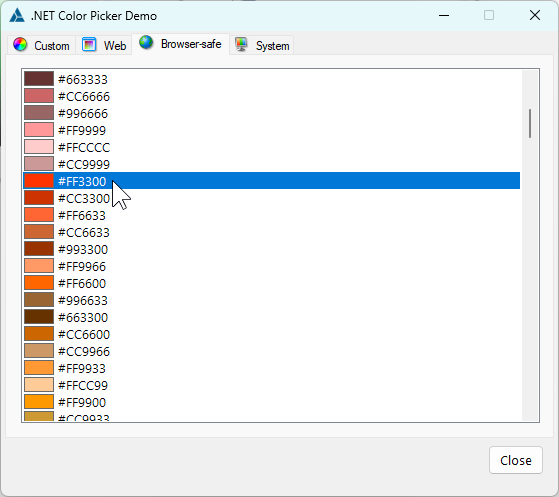 .NET Color Picker Demo
Custom Web Browser-safe System
#663333
#CC6666
#996666
#FF9999
#FFCCCC
#CC9999
#FF3300
#CC3300
#FF6633
#CC6633
#993300
#FF9966
#FF6600
#996633
#663300
#CC6600
#CC9966
#FF9933
#FFCC99
#FF9900
#CC9933
Close